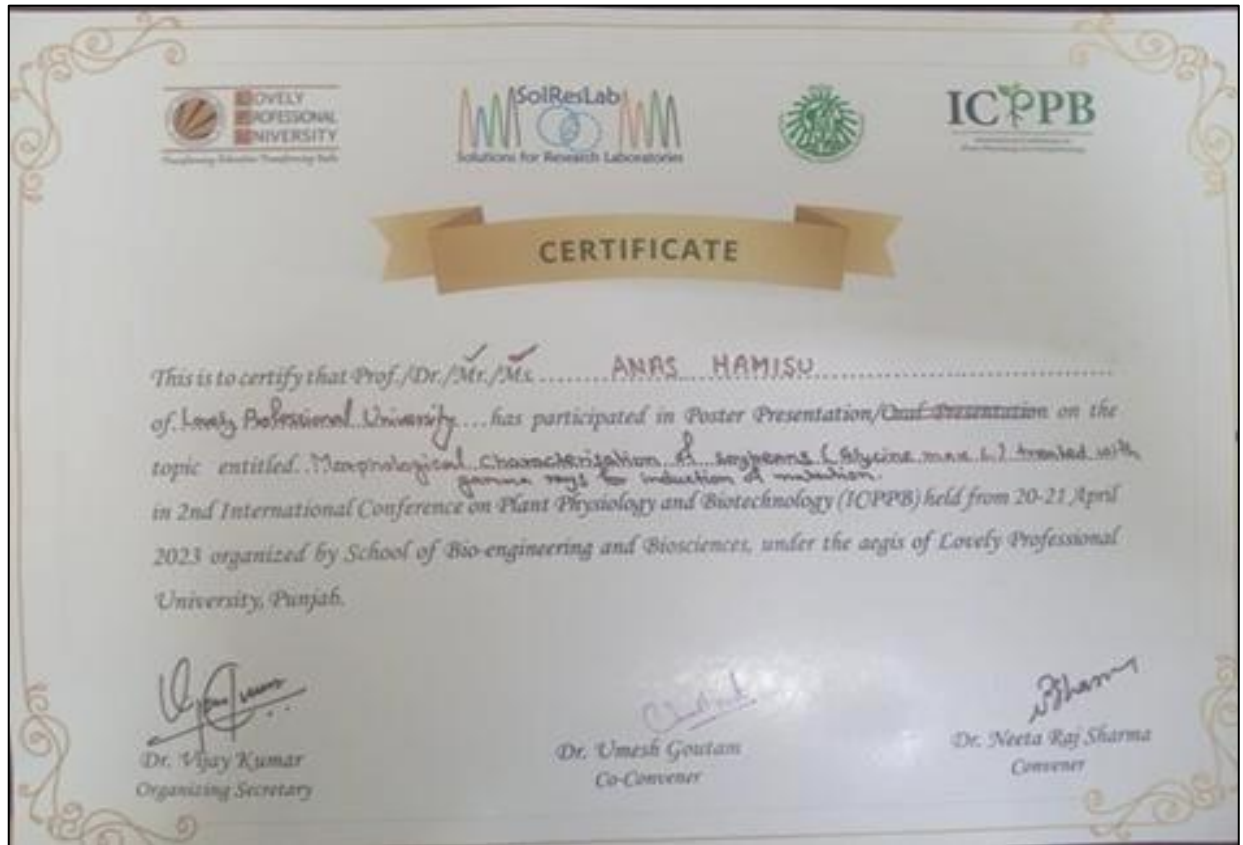 LOVELY
PROFESSIONAL
UNIVERSITY
Transforming Education Transforming India
SolResLab
Solutions for Research Laboratories
ICPPB
CERTIFICATE
This is to certify that Prof./Dr./Mr./Ms. ANAS HAMISU
of Lovely Professional University has participated in Poster Presentation/Oral Presentation on the
topic entitled Morphological Characterisation of soybeans (Glycine max L.) treated with
gamma rays for induction of mutation.
in 2nd International Conference on Plant Physiology and Biotechnology (ICPPB) held from 20-21 April
2023 organized by School of Bio-engineering and Biosciences, under the aegis of Lovely Professional
University, Punjab.
Dr. Vijay Kumar
Organizing Secretary
Dr. Umesh Goutam
Co-Convener
Dr. Neeta Raj Sharma
Convener